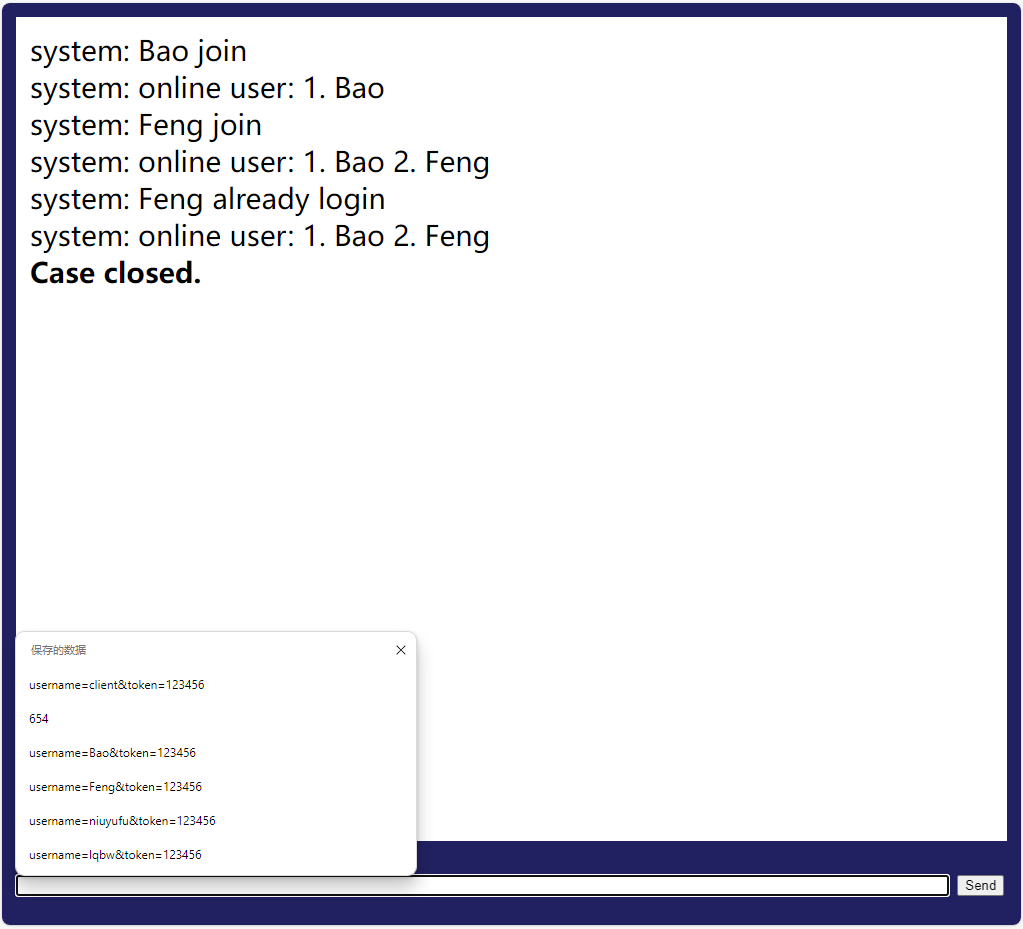 system: Bao join
system: online user: 1. Bao
system: Feng join
system: online user: 1. Bao 2. Feng
system: Feng already login
system: online user: 1. Bao 2. Feng
Case closed.
保存的数据
username=client&token=123456
654
username=Bao&token=123456
username=Feng&token=123456
username=niuyufu&token=123456
username=lqbw&token=123456
Send